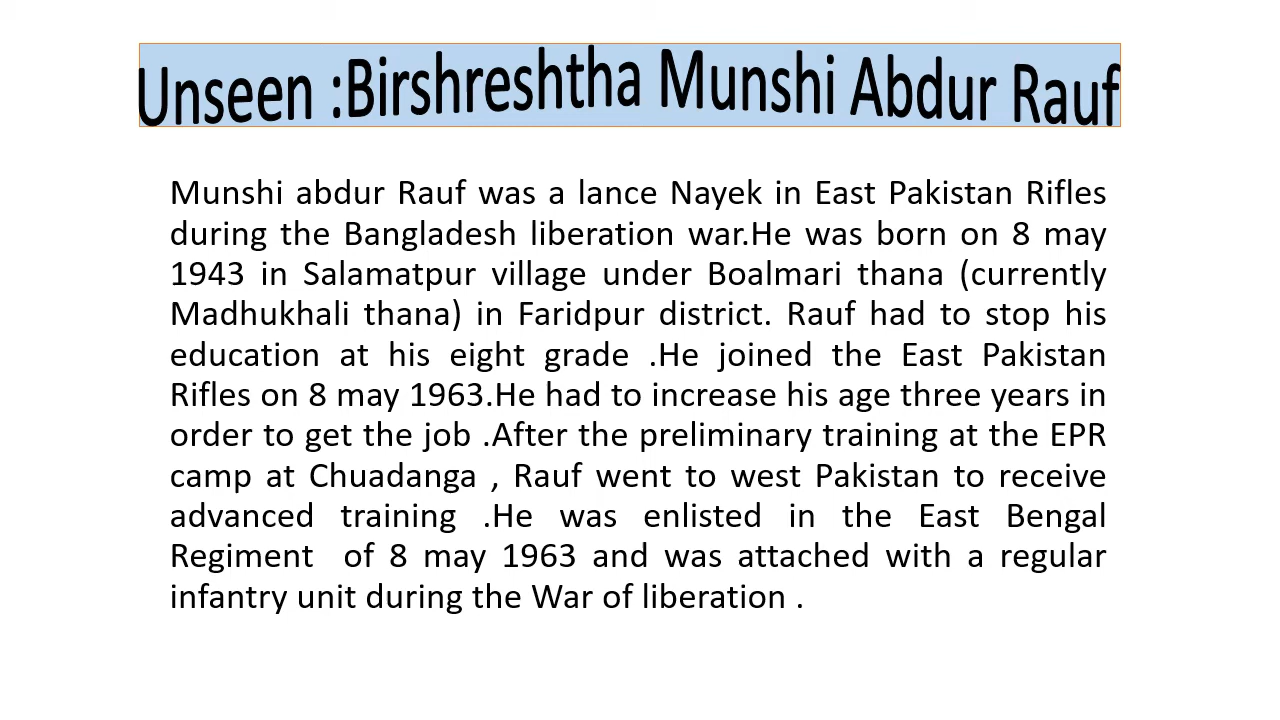 Unseen :Birshreshtha Munshi Abdur Rauf
Munshi abdur Rauf was a lance Nayek in East Pakistan Rifles
during the Bangladesh liberation war.He was born on 8 may
1943 in Salamatpur village under Boalmari thana (currently
Madhukhali thana) in Faridpur district. Rauf had to stop his
education at his eight grade .He joined the East Pakistan
Rifles on 8 may 1963.He had to increase his age three years in
order to get the job .After the preliminary training at the EPR
camp at Chuadanga , Rauf went to west Pakistan to receive
advanced training .He was enlisted in the East Bengal
Regiment  of 8 may 1963 and was attached with a regular
infantry unit during the War of liberation .